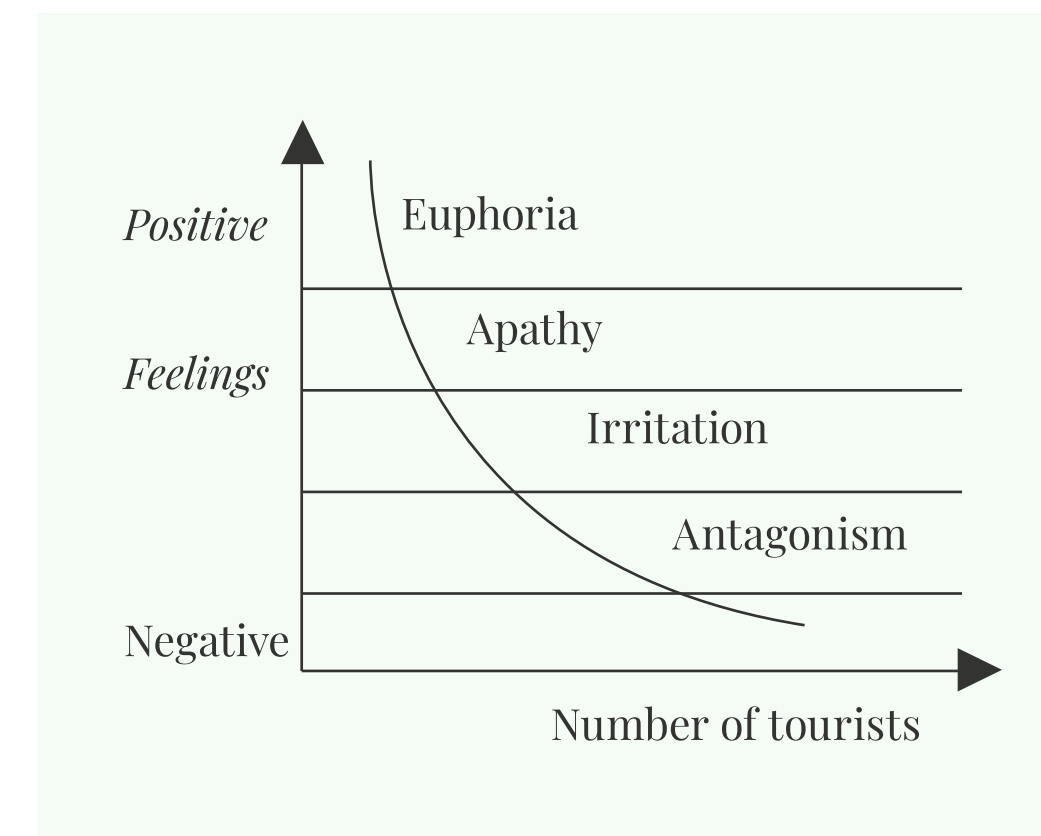 Positive
Euphoria
Apathy
Feelings
Irritation
Antagonism
Negative
Number of tourists